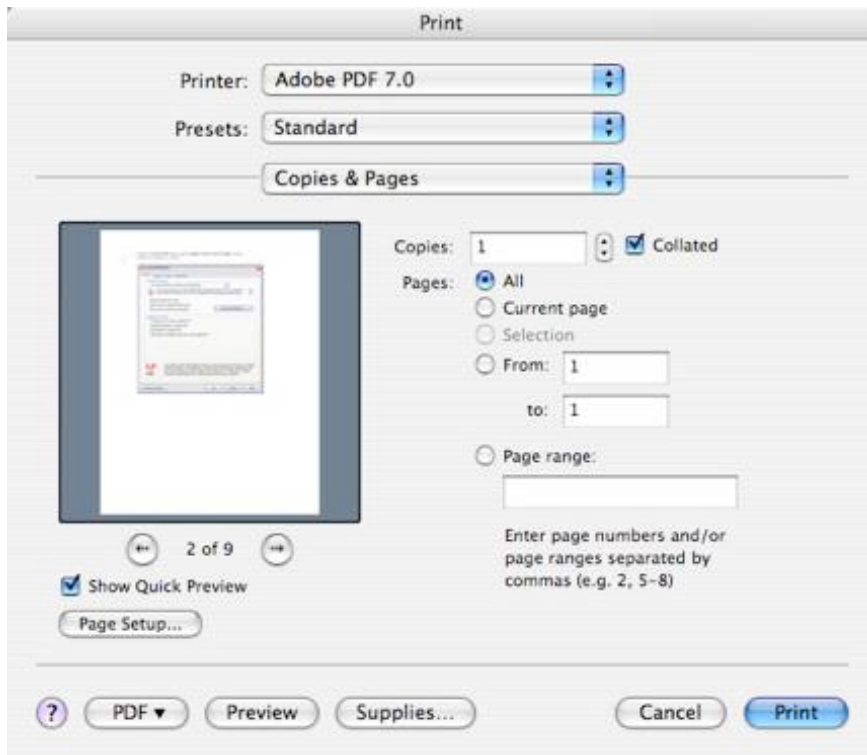 Print
Printer: Adobe PDF 7.0
Presets: Standard
Copies & Pages
Copies: 1 Collated
Pages: All
Current page
Selection
From: 1
to: 1
Page range:
Enter page numbers and/or
page ranges separated by
commas (e.g. 2, 5-8)
2 of 9
Show Quick Preview
Page Setup...
? PDF Preview Supplies... Cancel Print